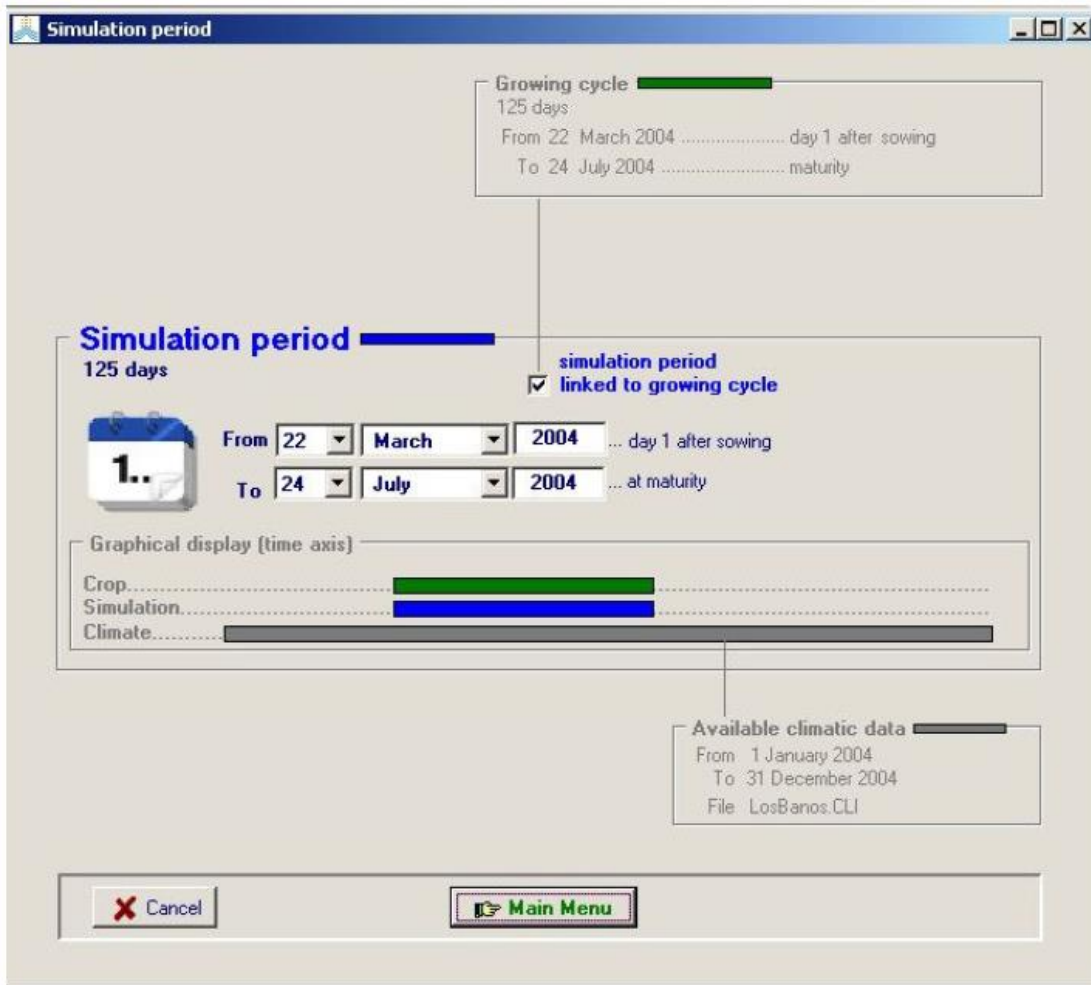 Simulation period
Growing cycle
125 days
From 22 March 2004 ..................... day 1 after sowing
To 24 July 2004 ......................... maturity
Simulation period
125 days
simulation period
linked to growing cycle
1..
From 22 March 2004 ... day 1 after sowing
To 24 July 2004 ... at maturity
Graphical display (time axis)
Crop
Simulation
Climate
Available climatic data
From 1 January 2004
To 31 December 2004
File LosBanos.CLI
Cancel
Main Menu